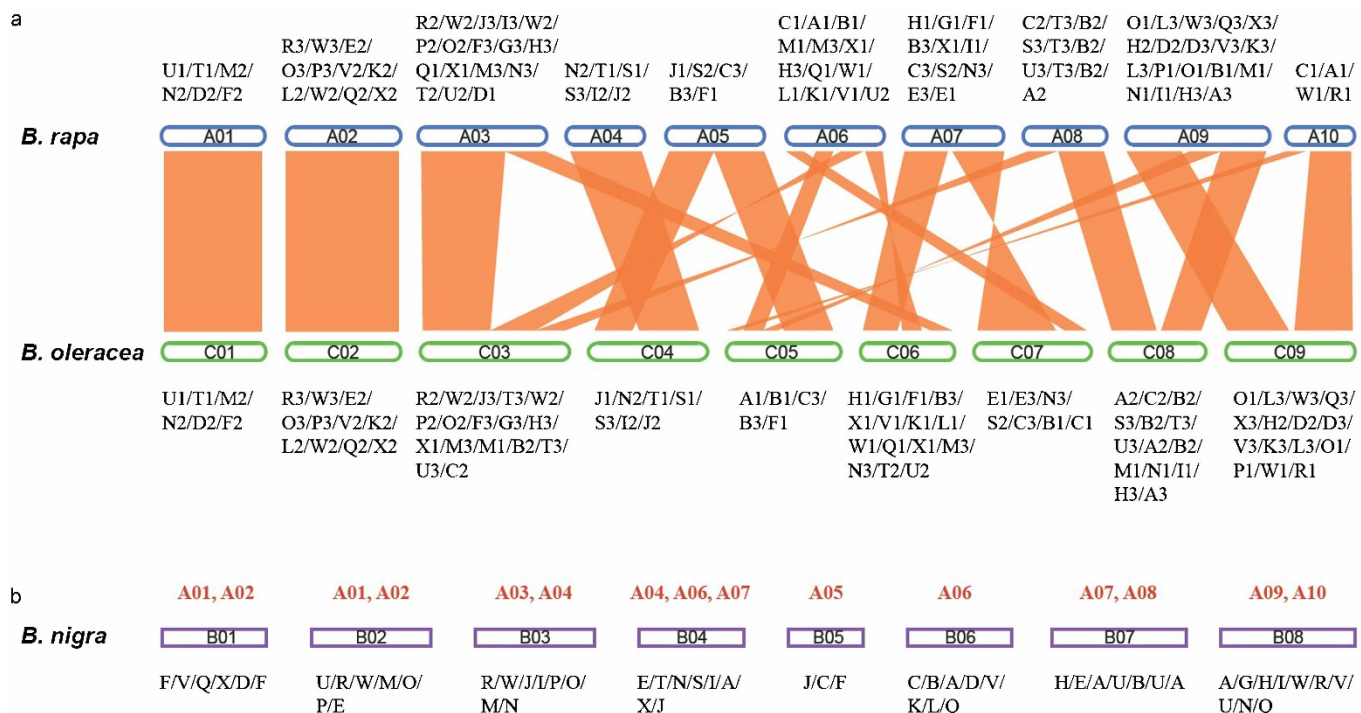 a
U1/T1/M2/
N2/D2/F2
R3/W3/E2/
O3/P3/V2/K2/
L2/W2/Q2/X2
R2/W2/J3/I3/W2/
P2/O2/F3/G3/H3/
Q1/X1/M3/N3/
T2/U2/D1
N2/T1/S1/
S3/I2/J2
J1/S2/C3/
B3/F1
C1/A1/B1/
M1/M3/X1/
H3/Q1/W1/
L1/K1/V1/U2
H1/G1/F1/
B3/X1/I1/
C3/S2/N3/
E3/E1
C2/T3/B2/
S3/T3/B2/
U3/T3/B2/
A2
O1/L3/W3/Q3/X3/
H2/D2/D3/V3/K3/
L3/P1/O1/B1/M1/
N1/I1/H3/A3
C1/A1/
W1/R1
B. rapa
A01
A02
A03
A04
A05
A06
A07
A08
A09
A10
B. oleracea
C01
C02
C03
C04
C05
C06
C07
C08
C09
U1/T1/M2/
N2/D2/F2
R3/W3/E2/
O3/P3/V2/K2/
L2/W2/Q2/X2
R2/W2/J3/T3/W2/
P2/O2/F3/G3/H3/
X1/M3/M1/B2/T3/
U3/C2
J1/N2/T1/S1/
S3/I2/J2
A1/B1/C3/
B3/F1
H1/G1/F1/B3/
X1/V1/K1/L1/
W1/Q1/X1/M3/
N3/T2/U2
E1/E3/N3/
S2/C3/B1/C1
A2/C2/B2/
S3/B2/T3/
U3/A2/B2/
M1/N1/I1/
H3/A3
O1/L3/W3/Q3/
X3/H2/D2/D3/
V3/K3/L3/O1/
P1/W1/R1
b
A01, A02
A01, A02
A03, A04
A04, A06, A07
A05
A06
A07, A08
A09, A10
B. nigra
B01
B02
B03
B04
B05
B06
B07
B08
F/V/Q/X/D/F
U/R/W/M/O/
P/E
R/W/J/I/P/O/
M/N
E/T/N/S/I/A/
X/J
J/C/F
C/B/A/D/V/
K/L/Q
H/E/A/U/B/U/A
A/G/H/I/W/R/V/
U/N/O